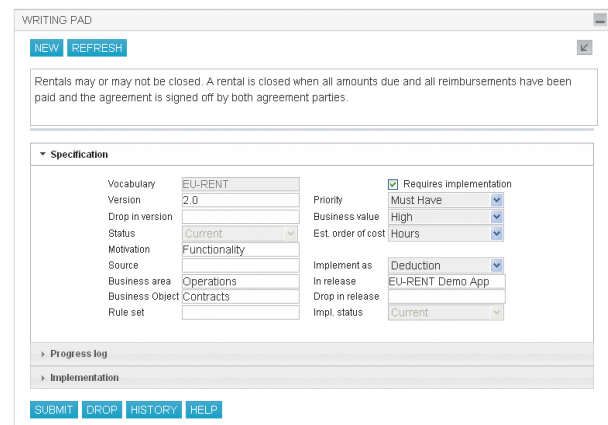 WRITING PAD
NEW REFRESH
Rentals may or may not be closed. A rental is closed when all amounts due and all reimbursements have been
paid and the agreement is signed off by both agreement parties.
Specification
Vocabulary EU-RENT Requires implementation
Version 2.0 Priority Must Have
Drop in version Business value High
Status Current Est. order of cost Hours
Motivation Functionality
Source Implement as Deduction
Business area Operations In release EU-RENT Demo App
Business Object Contracts Drop in release
Rule set Impl. status Current
Progress log
Implementation
SUBMIT DROP HISTORY HELP